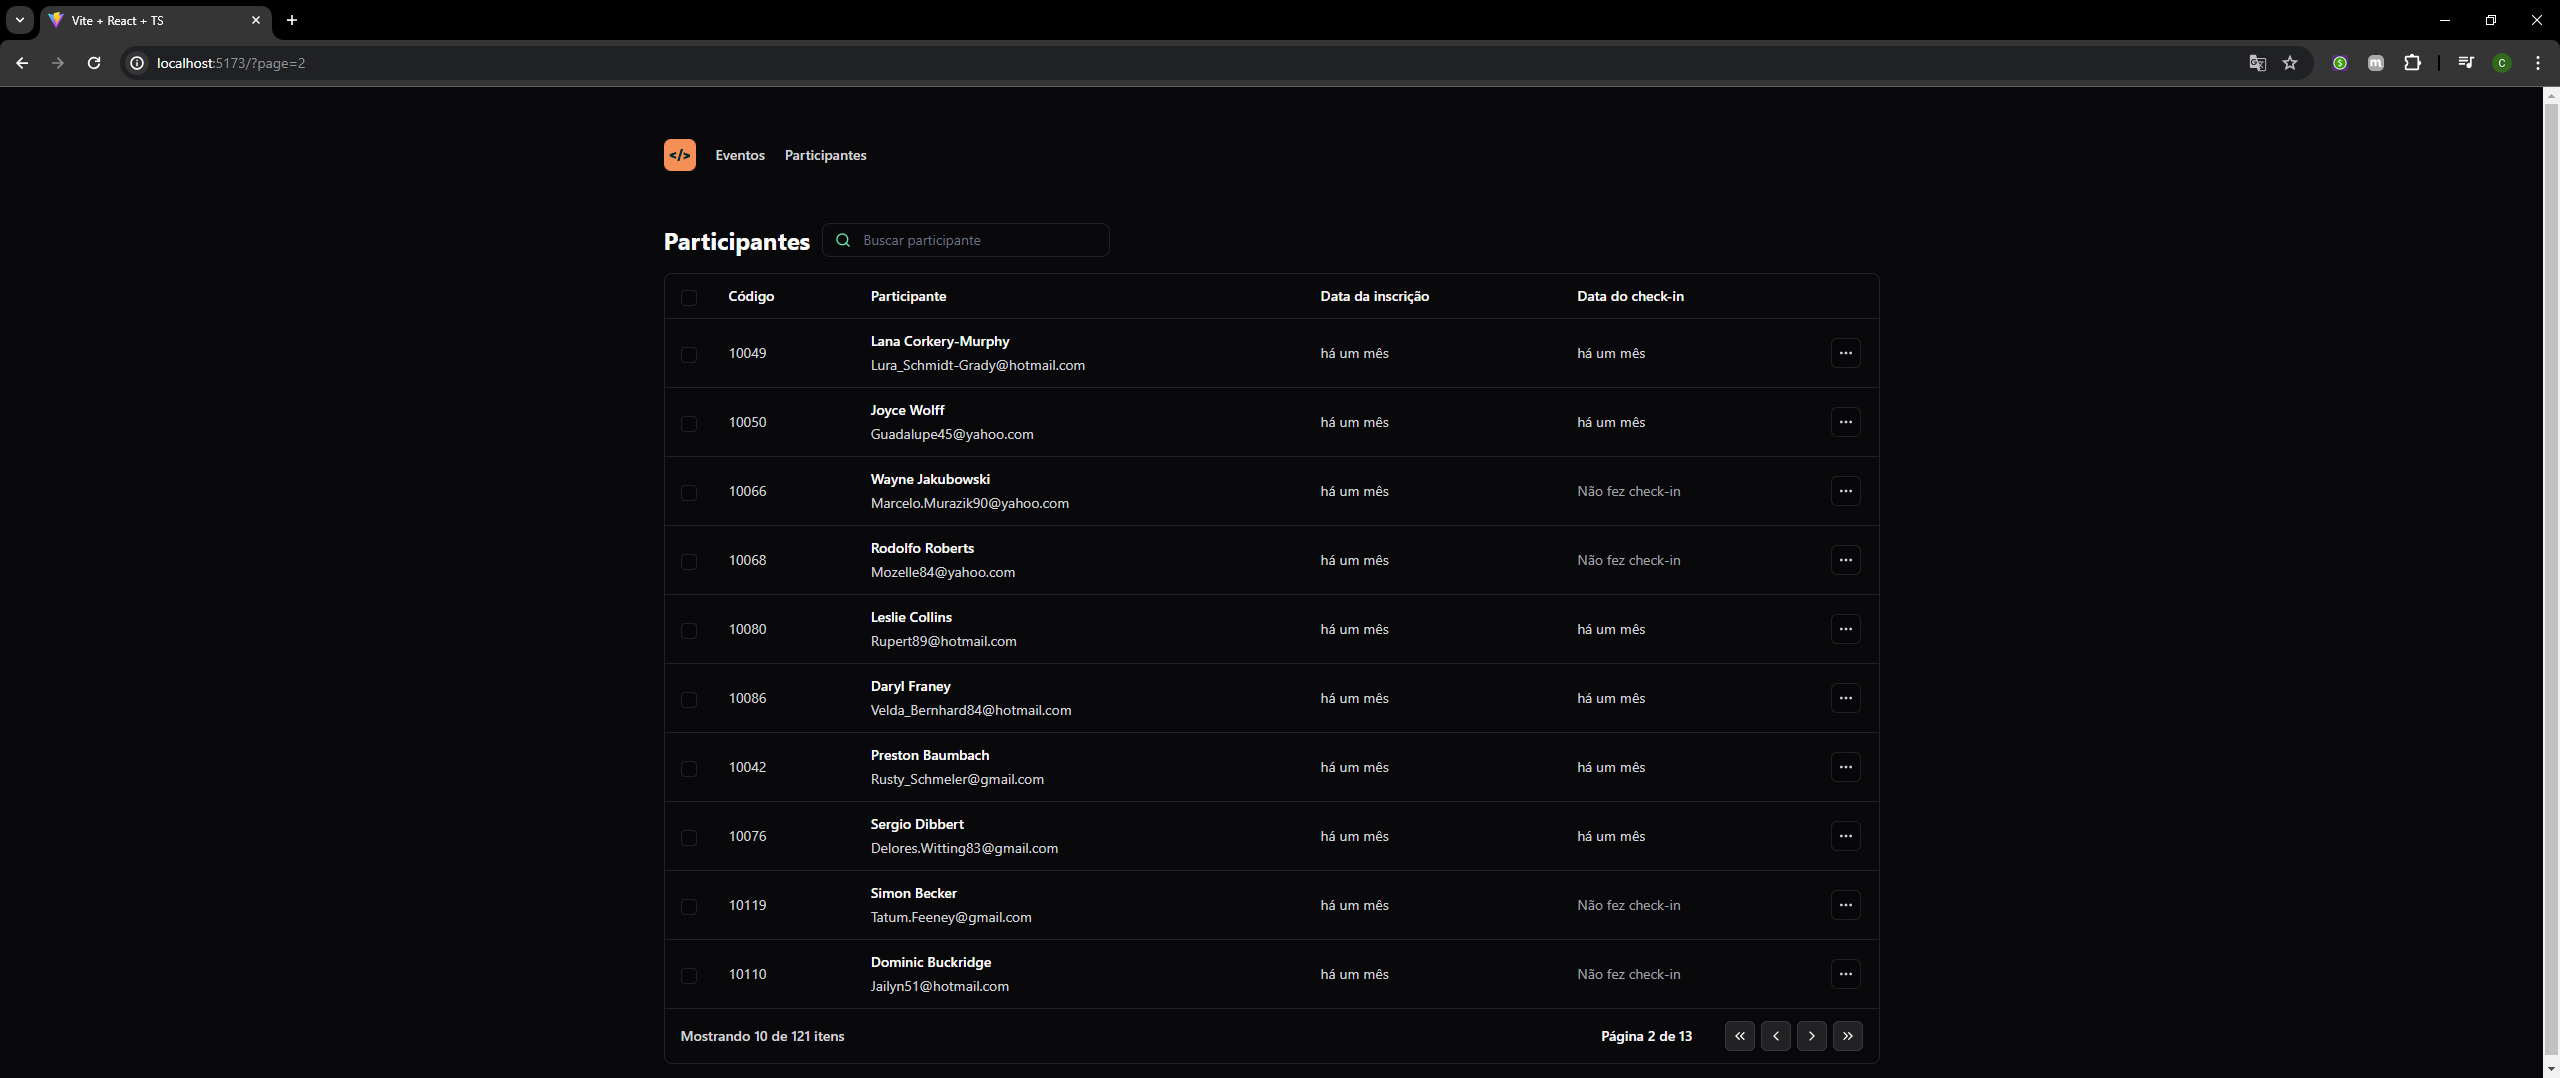 Vite + React + TS
localhost:5173/?page=2
C
</> Eventos Participantes
Participantes Buscar participante
Código Participante Data da inscrição Data do check-in
10049 Lana Corkery-Murphy há um mês há um mês
Lura_Schmidt-Grady@hotmail.com
10050 Joyce Wolff há um mês há um mês
Guadalupe45@yahoo.com
10066 Wayne Jakubowski há um mês Não fez check-in
Marcelo.Murazik90@yahoo.com
10068 Rodolfo Roberts há um mês Não fez check-in
Mozelle84@yahoo.com
10080 Leslie Collins há um mês há um mês
Rupert89@hotmail.com
10086 Daryl Franey há um mês há um mês
Velda_Bernhard84@hotmail.com
10042 Preston Baumbach há um mês há um mês
Rusty_Schmeler@gmail.com
10076 Sergio Dibbert há um mês há um mês
Delores.Witting83@gmail.com
10119 Simon Becker há um mês Não fez check-in
Tatum.Feeney@gmail.com
10110 Dominic Buckridge há um mês Não fez check-in
Jailyn51@hotmail.com
Mostrando 10 de 121 itens Página 2 de 13